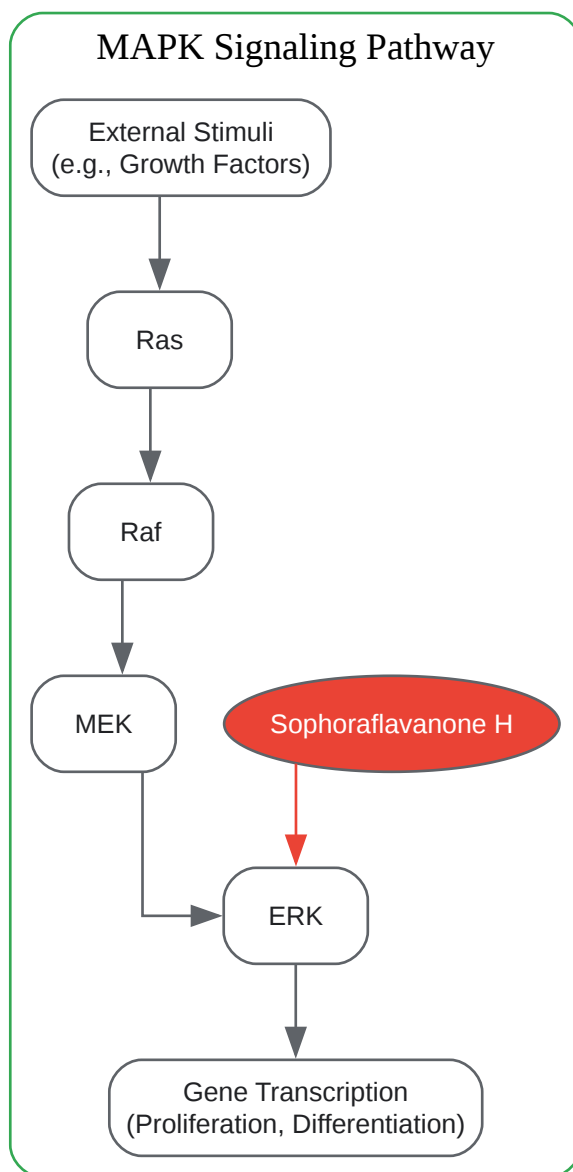 MAPK Signaling Pathway
External Stimuli
(e.g., Growth Factors)
Ras
Raf
MEK
Sophoraflavanone H
ERK
Gene Transcription
(Proliferation, Differentiation)